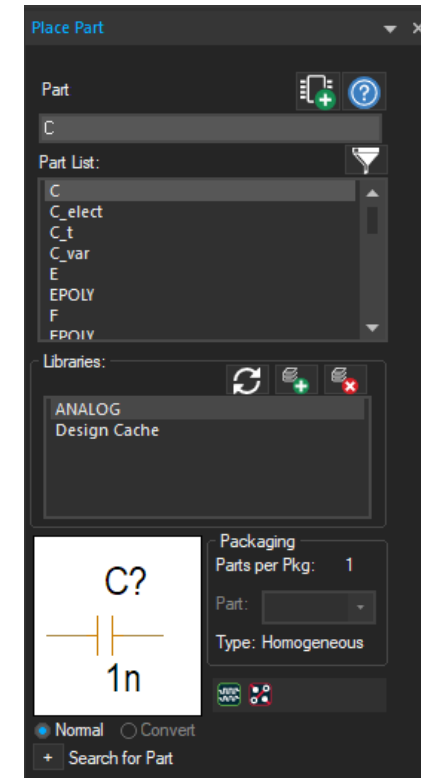 Place Part
Part
C
Part List:
C
C_elect
C_t
C_var
E
EPOLY
F
EPOLY
Libraries:
ANALOG
Design Cache
C?
1n
Packaging
Parts per Pkg: 1
Part:
Type: Homogeneous
Normal Convert
+ Search for Part